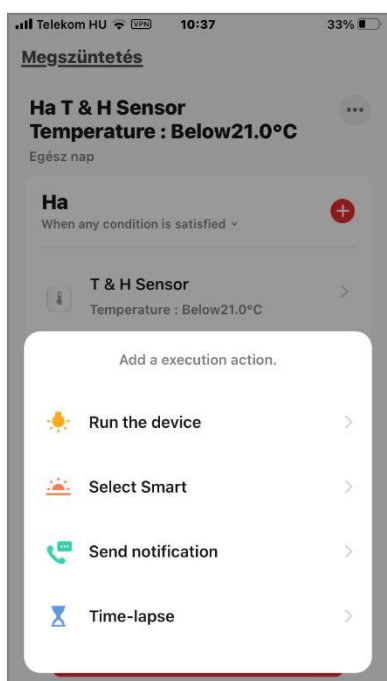 Telekom HU VPN 10:37 33%
Megszüntetés
Ha T & H Sensor
Temperature : Below21.0°C
Egész nap
Ha
When any condition is satisfied
T & H Sensor
Temperature : Below21.0°C
Add a execution action.
Run the device
Select Smart
Send notification
Time-lapse